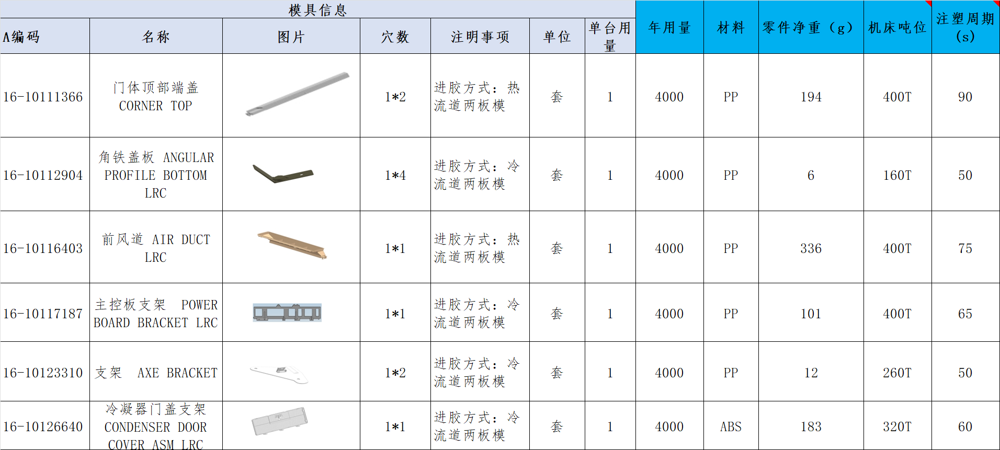 模具信息
A编码 名称 图片 穴数 注明事项 单位 单台用
量 年用量 材料 零件净重（g） 机床吨位 注塑周期
(s)
16-10111366 门体顶部端盖
CORNER TOP 1*2 进胶方式：热
流道两板模 套 1 4000 PP 194 400T 90
16-10112904 角铁盖板 ANGULAR
PROFILE BOTTOM
LRC 1*4 进胶方式：冷
流道两板模 套 1 4000 PP 6 160T 50
16-10116403 前风道 AIR DUCT
LRC 1*1 进胶方式：热
流道两板模 套 1 4000 PP 336 400T 75
16-10117187 主控板支架 POWER
BOARD BRACKET LRC 1*1 进胶方式：冷
流道两板模 套 1 4000 PP 101 400T 65
16-10123310 支架 AXE BRACKET 1*2 进胶方式：冷
流道两板模 套 1 4000 PP 12 260T 50
16-10126640 冷凝器门盖支架
CONDENSER DOOR
COVER ASM LRC 1*1 进胶方式：冷
流道两板模 套 1 4000 ABS 183 320T 60